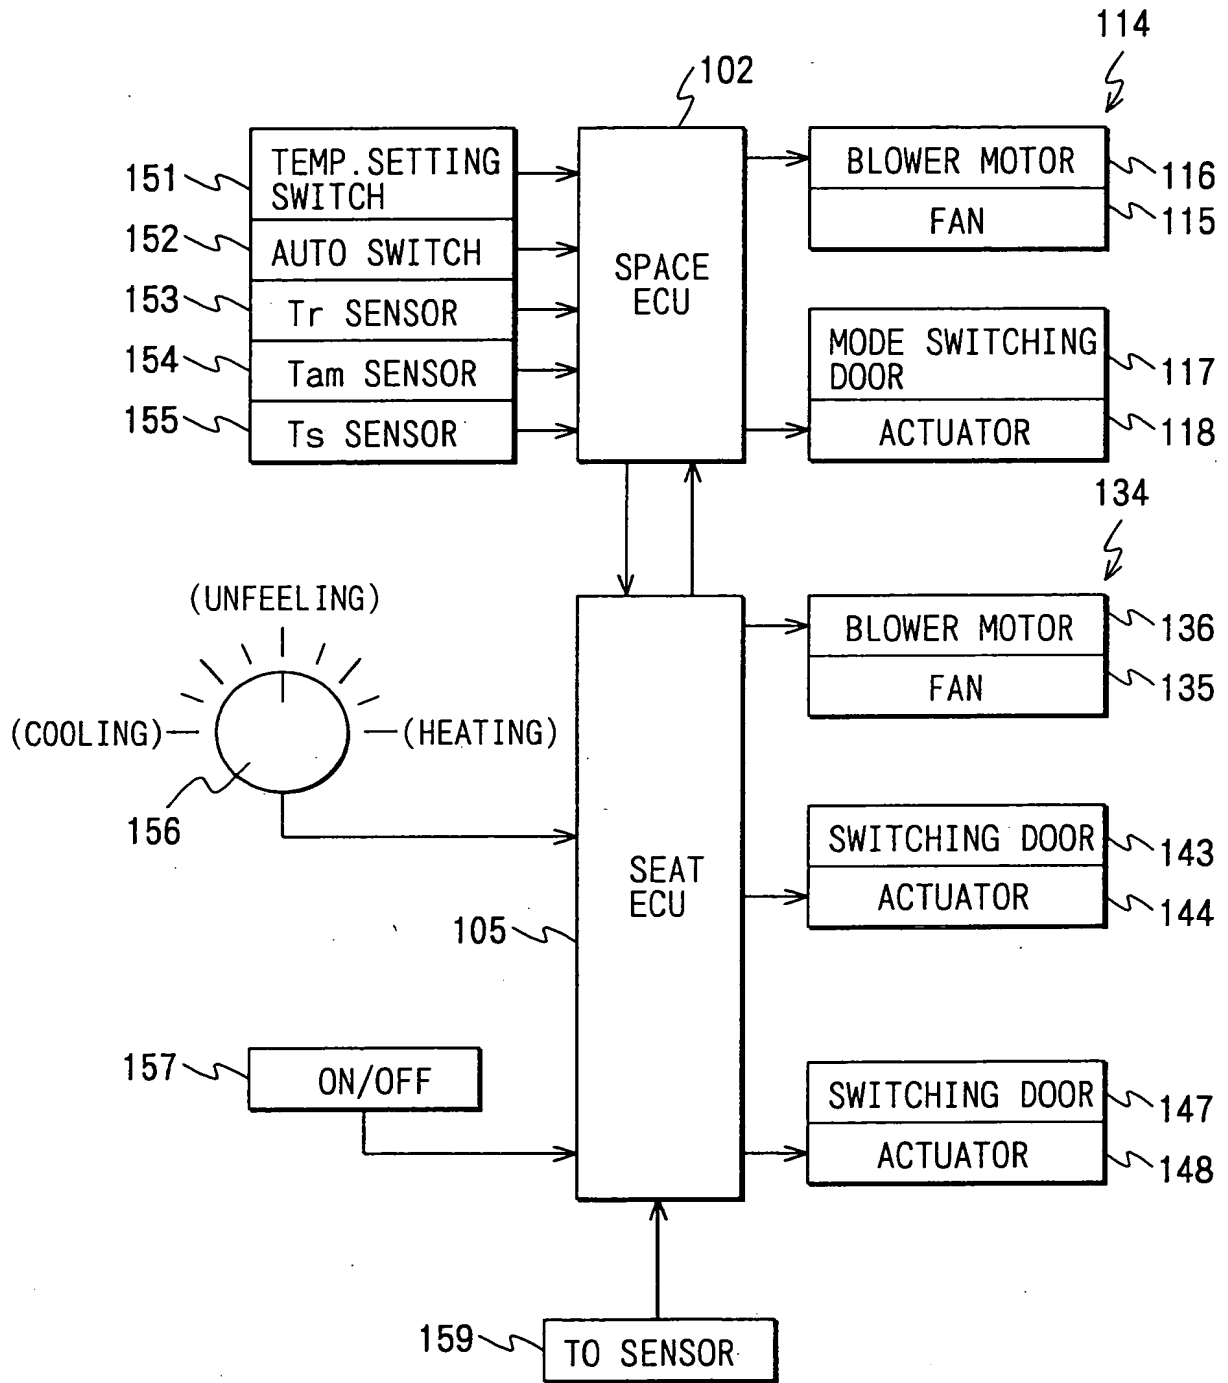 114
102
TEMP.SETTING
SWITCH
151
AUTO SWITCH
152
Tr SENSOR
153
Tam SENSOR
154
Ts SENSOR
155
SPACE
ECU
BLOWER MOTOR
116
FAN
115
MODE SWITCHING
DOOR
117
ACTUATOR
118
134
(UNFEELING)
(COOLING)
(HEATING)
156
SEAT
ECU
105
BLOWER MOTOR
136
FAN
135
SWITCHING DOOR
143
ACTUATOR
144
157
ON/OFF
SWITCHING DOOR
147
ACTUATOR
148
159
TO SENSOR